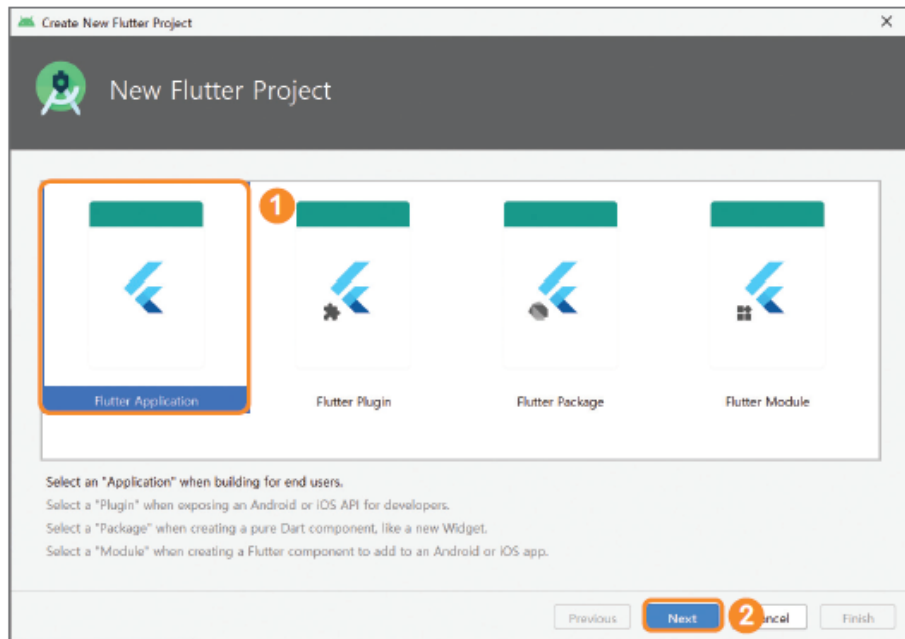 Create New Flutter Project
New Flutter Project
1
Flutter Application
Flutter Plugin
Flutter Package
Flutter Module
Select an "Application" when building for end users.
Select a "Plugin" when exposing an Android or iOS API for developers.
Select a "Package" when creating a pure Dart component, like a new Widget.
Select a "Module" when creating a Flutter component to add to an Android or iOS app.
Previous
Next
2
ncel
Finish